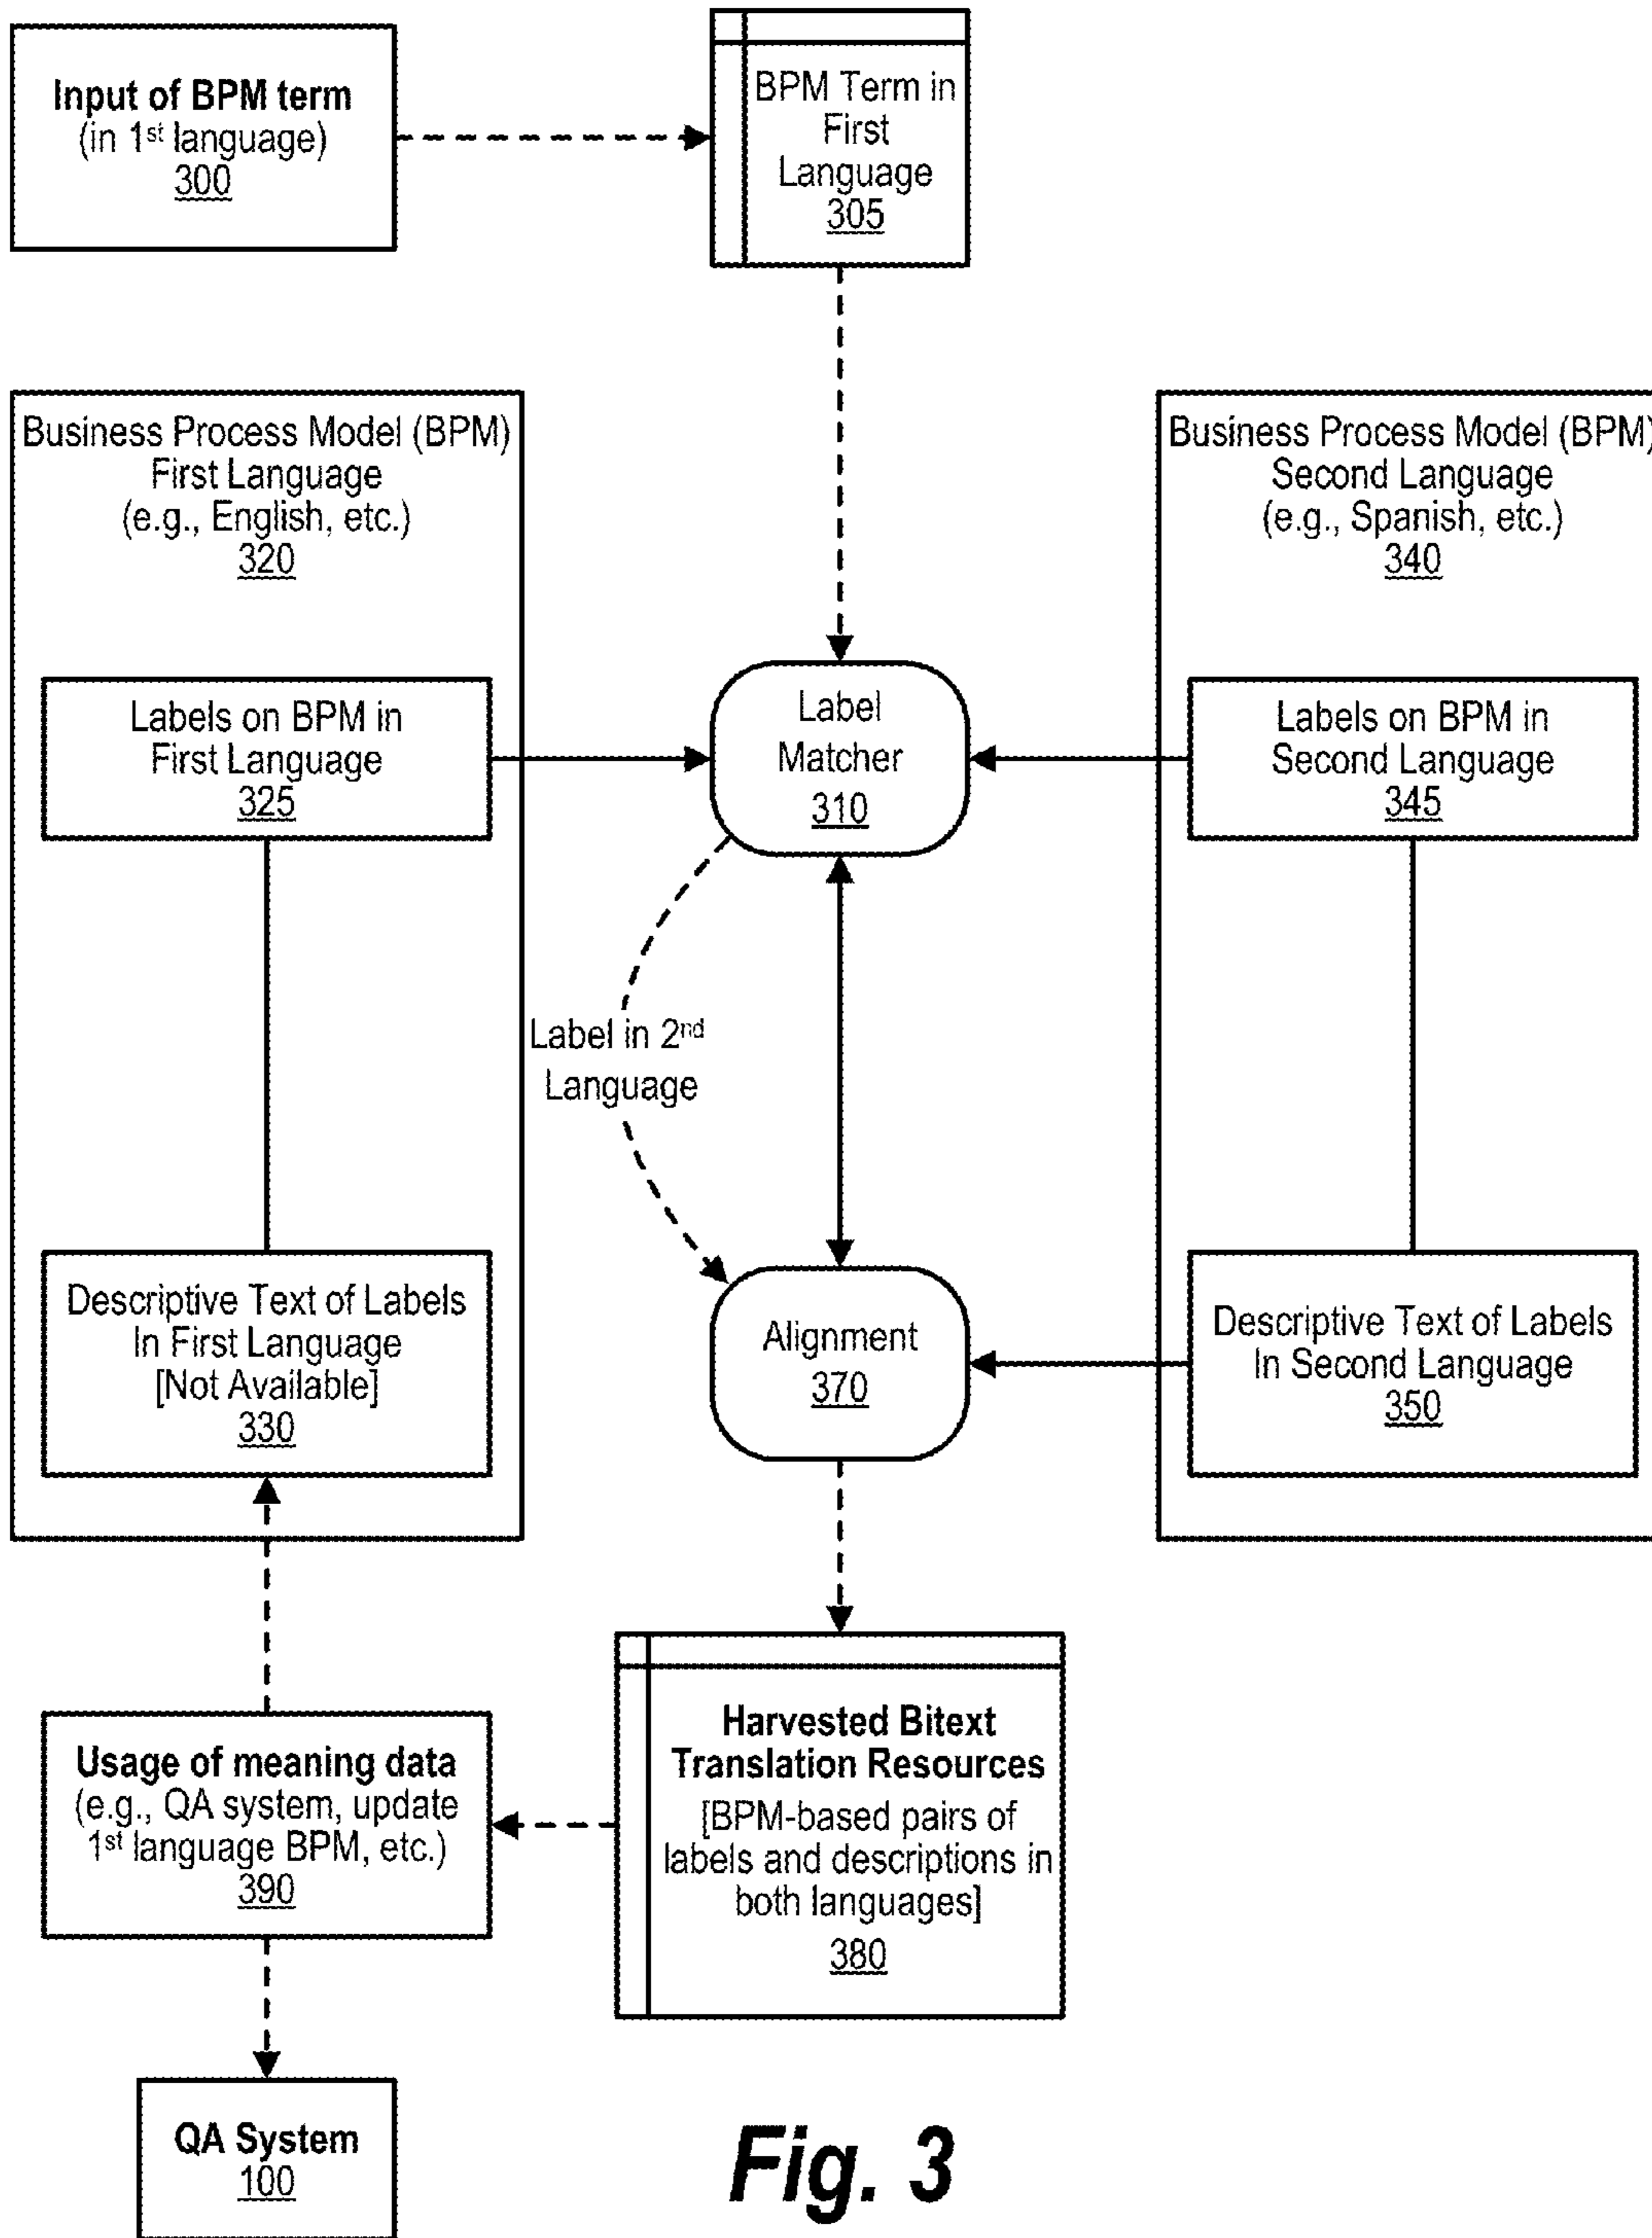 Input of BPM term
(in 1st language)
300
BPM Term in
First
Language
305
Business Process Model (BPM)
First Language
(e.g., English, etc.)
320
Business Process Model (BPM)
Second Language
(e.g., Spanish, etc.)
340
Labels on BPM in
First Language
325
Label
Matcher
310
Labels on BPM in
Second Language
345
Label in 2nd
Language
Descriptive Text of Labels
In First Language
[Not Available]
330
Alignment
370
Descriptive Text of Labels
In Second Language
350
Usage of meaning data
(e.g., QA system, update
1st language BPM, etc.)
390
Harvested Bitext
Translation Resources
[BPM-based pairs of
labels and descriptions in
both languages]
380
QA System
100
Fig. 3